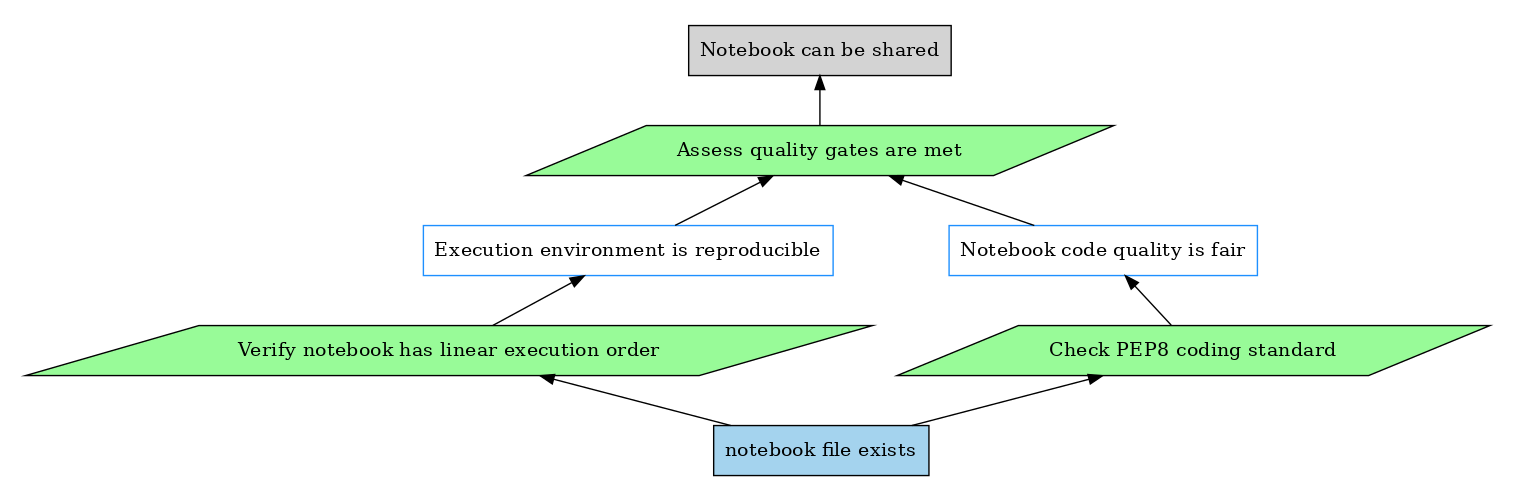 Notebook can be shared
Assess quality gates are met
Execution environment is reproducible
Notebook code quality is fair
Verify notebook has linear execution order
Check PEP8 coding standard
notebook file exists